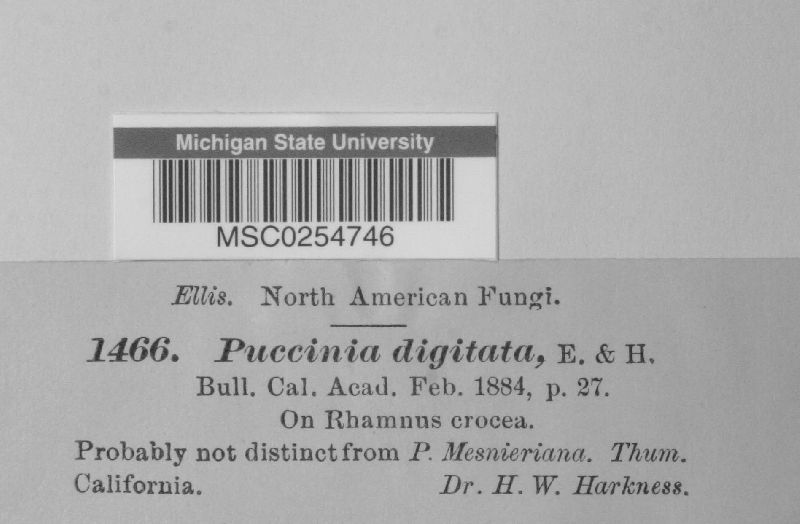 Michigan State University
MSC0254746
Ellis. North American Fungi.
1466. Puccinia digitata, E. & H.
Bull. Cal. Acad. Feb. 1884, p. 27.
On Rhamnus crocea.
Probably not distinct from P. Mesnieriana. Thum.
California. Dr. H. W. Harkness.